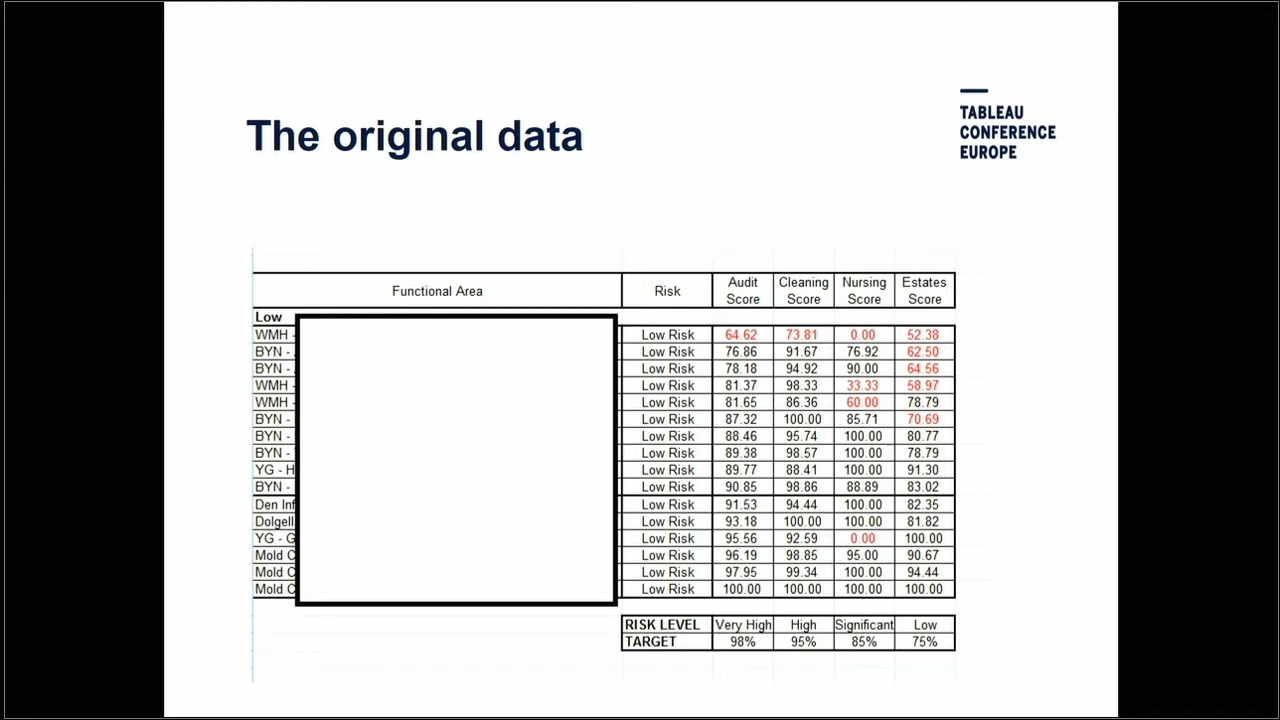 The original data
TABLEAU
CONFERENCE
EUROPE
Functional Area Risk Audit Score Cleaning Score Nursing Score Estates Score
Low
WMH - Low Risk 64.62 73.81 0.00 52.38
BYN - Low Risk 76.86 91.67 76.92 62.50
BYN - Low Risk 78.18 94.92 90.00 64.56
WMH - Low Risk 81.37 98.33 33.33 58.97
WMH - Low Risk 81.65 86.36 60.00 78.79
BYN - Low Risk 87.32 100.00 85.71 70.69
BYN - Low Risk 88.46 95.74 100.00 80.77
BYN - Low Risk 89.38 98.57 100.00 78.79
YG - H Low Risk 89.77 88.41 100.00 91.30
BYN - Low Risk 90.85 98.86 88.89 83.02
Den Inf Low Risk 91.53 94.44 100.00 82.35
Dolgell Low Risk 93.18 100.00 100.00 81.82
YG - G Low Risk 95.56 92.59 0.00 100.00
Mold C Low Risk 96.19 98.85 95.00 90.67
Mold C Low Risk 97.95 99.34 100.00 94.44
Mold C Low Risk 100.00 100.00 100.00 100.00
RISK LEVEL Very High High Significant Low
TARGET 98% 95% 85% 75%